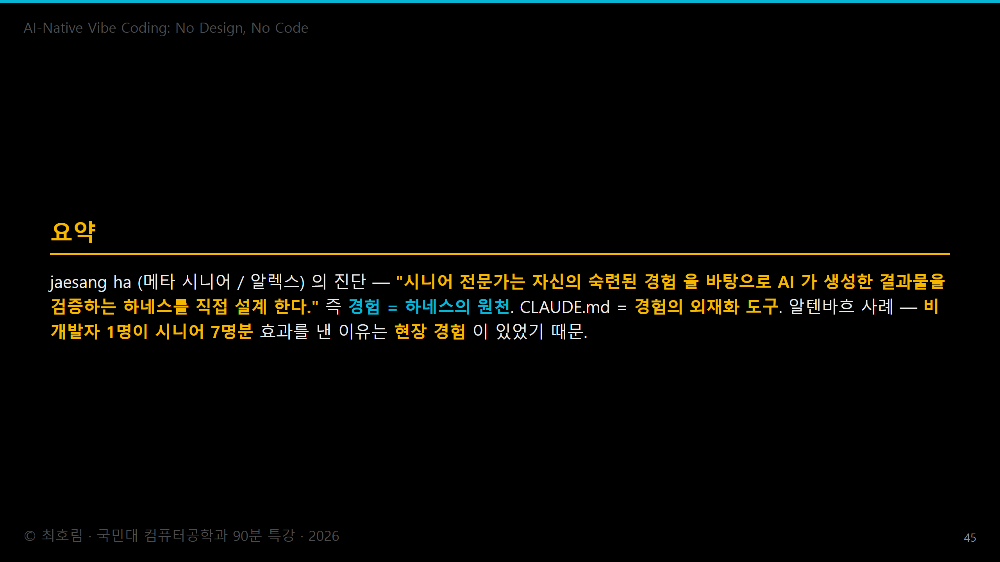 AI-Native Vibe Coding: No Design, No Code
요약
jaesang ha (메타 시니어 / 알렉스) 의 진단 — "시니어 전문가는 자신의 숙련된 경험 을 바탕으로 AI 가 생성한 결과물을
검증하는 하네스를 직접 설계 한다." 즉 경험 = 하네스의 원천. CLAUDE.md = 경험의 외재화 도구. 알텐바흐 사례 — 비
개발자 1명이 시니어 7명분 효과를 낸 이유는 현장 경험 이 있었기 때문.
© 최호림 · 국민대 컴퓨터공학과 90분 특강 · 2026
45